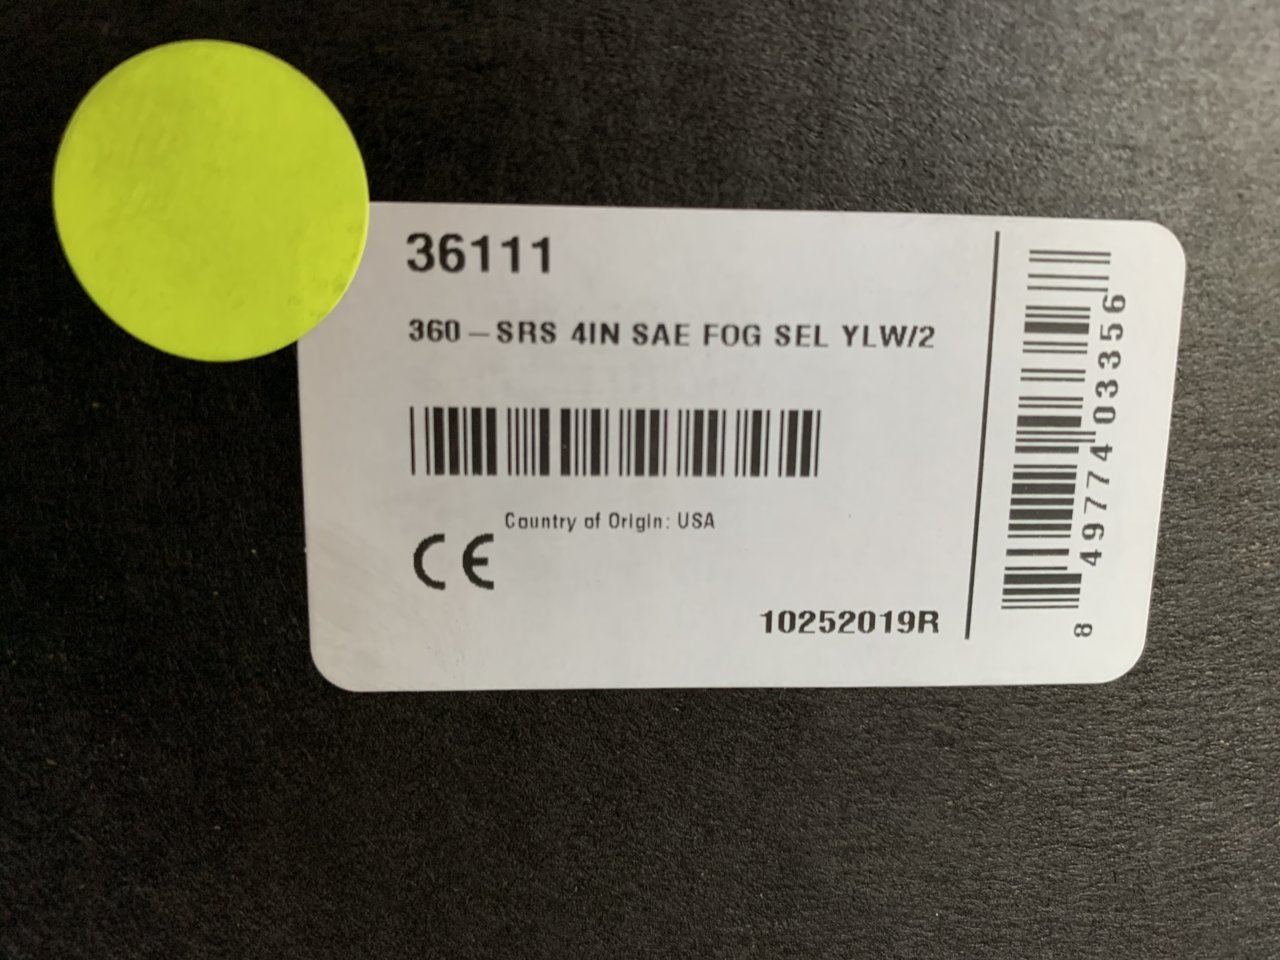 36111
360-SRS 4IN SAE FOG SEL YLW/2
Country of Origin: USA
CE
10252019R
8 49774 03356